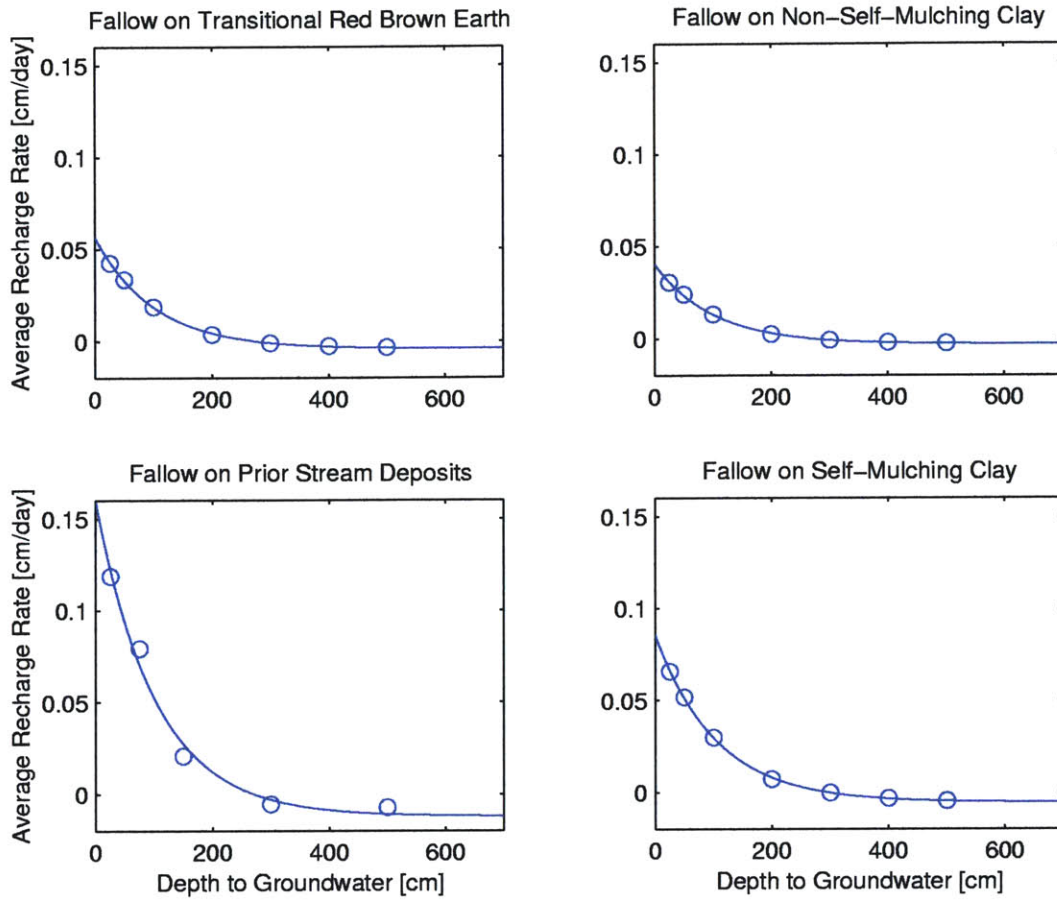 Fallow on Transitional Red Brown Earth
Average Recharge Rate [cm/day]
0.15
0.1
0.05
0
0 200 400 600
Fallow on Non−Self−Mulching Clay
0.15
0.1
0.05
0
0 200 400 600
Fallow on Prior Stream Deposits
Average Recharge Rate [cm/day]
0.15
0.1
0.05
0
0 200 400 600
Depth to Groundwater [cm]
Fallow on Self−Mulching Clay
0.15
0.1
0.05
0
0 200 400 600
Depth to Groundwater [cm]